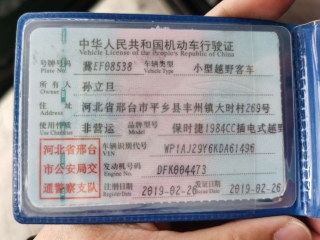 中华人民共和国机动车行驶证
Vehicle License of the People's Republic of China
号牌号码 冀EF08538 车辆类型 小型越野客车
Plate No. Vehicle Type
所有人 孙立旦
Owner
住址 河北省邢台市平乡县丰州镇大时村269号
Address
使用性质 非营运 品牌型号 保时捷1984CC插电式越野
Use Character Model
河北省邢台 车辆识别代号 WP1AJ29Y6KDA61496
市公安局交 VIN
通警察支队 发动机号码 DFK004473
Engine No.
注册日期 2019-02-26 发证日期 2019-02-26
Register Date Issue Date